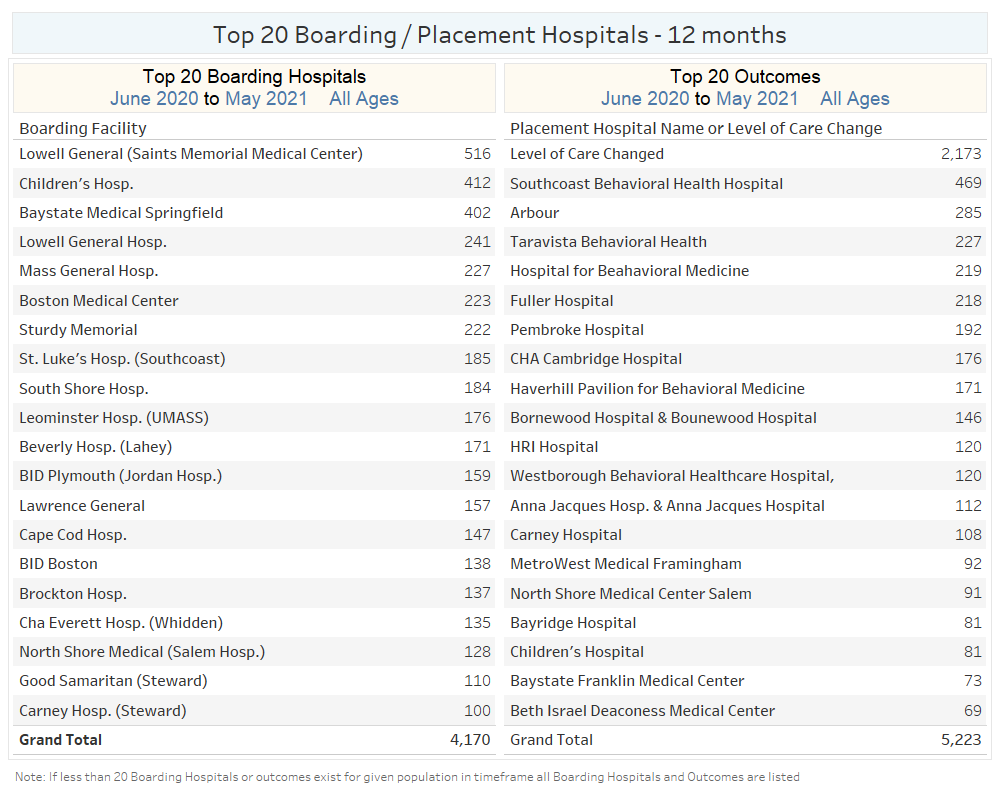 Top 20 Boarding / Placement Hospitals - 12 months
Top 20 Boarding Hospitals
June 2020 to May 2021 All Ages
Boarding Facility
Lowell General (Saints Memorial Medical Center) 516
Children's Hosp. 412
Baystate Medical Springfield 402
Lowell General Hosp. 241
Mass General Hosp. 227
Boston Medical Center 223
Sturdy Memorial 222
St. Luke's Hosp. (Southcoast) 185
South Shore Hosp. 184
Leominster Hosp. (UMASS) 176
Beverly Hosp. (Lahey) 171
BID Plymouth (Jordan Hosp.) 159
Lawrence General 157
Cape Cod Hosp. 147
BID Boston 138
Brockton Hosp. 137
Cha Everett Hosp. (Whidden) 135
North Shore Medical (Salem Hosp.) 128
Good Samaritan (Steward) 110
Carney Hosp. (Steward) 100
Grand Total 4,170
Top 20 Outcomes
June 2020 to May 2021 All Ages
Placement Hospital Name or Level of Care Change
Level of Care Changed 2,173
Southcoast Behavioral Health Hospital 469
Arbour 285
Taravista Behavioral Health 227
Hospital for Beahavioral Medicine 219
Fuller Hospital 218
Pembroke Hospital 192
CHA Cambridge Hospital 176
Haverhill Pavilion for Behavioral Medicine 171
Bornewood Hospital & Bounewood Hospital 146
HRI Hospital 120
Westborough Behavioral Healthcare Hospital, 120
Anna Jacques Hosp. & Anna Jacques Hospital 112
Carney Hospital 108
MetroWest Medical Framingham 92
North Shore Medical Center Salem 91
Bayridge Hospital 81
Children's Hospital 81
Baystate Franklin Medical Center 73
Beth Israel Deaconess Medical Center 69
Grand Total 5,223
Note: If less than 20 Boarding Hospitals or outcomes exist for given population in timeframe all Boarding Hospitals and Outcomes are listed